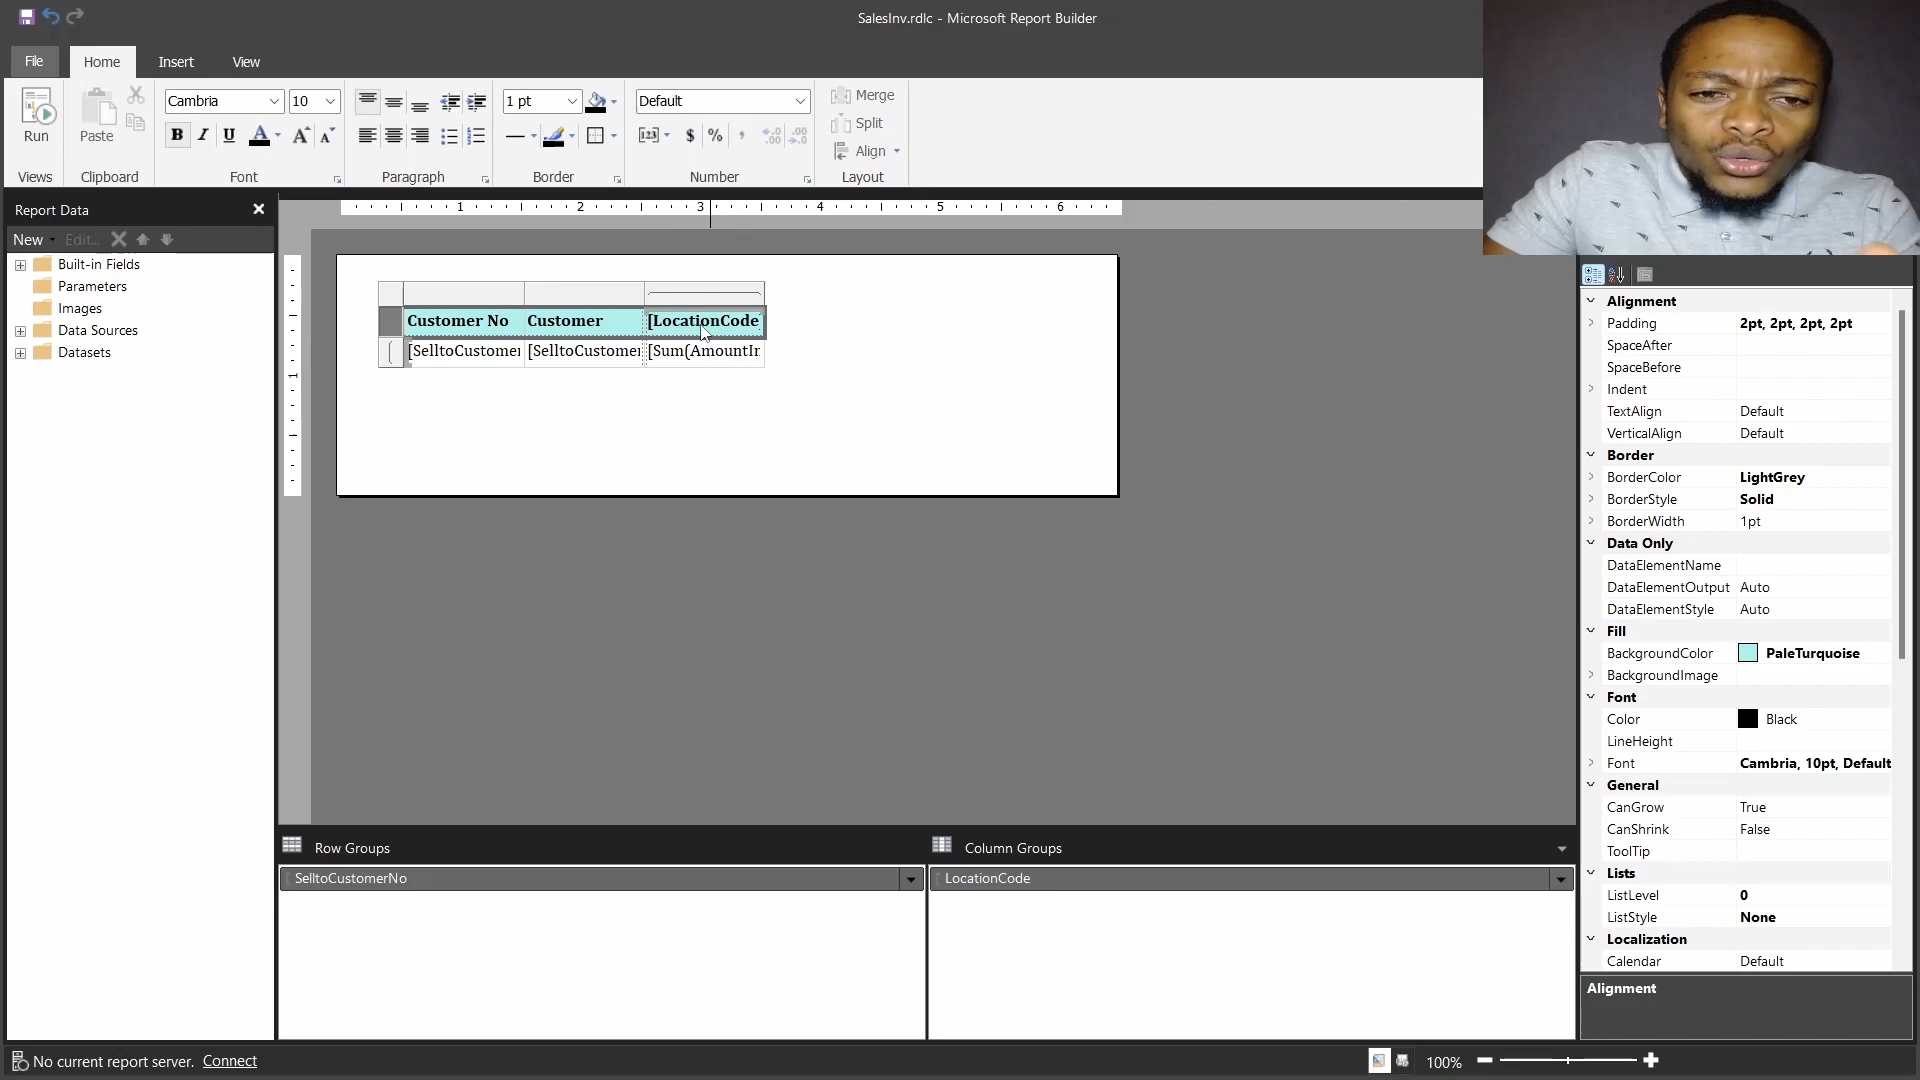 SalesInv.rdlc - Microsoft Report Builder
File
Home
Insert
View
Run
Paste
Cambria
10
1 pt
Default
Merge
Split
Align
B I U A A A
$ % ,
Views
Clipboard
Font
Paragraph
Border
Number
Layout
Report Data
New
Edit...
Built-in Fields
Parameters
Images
Data Sources
Datasets
1 2 3 4 5 6
1
Customer No
Customer
[LocationCode
[SelltoCustomer
[SelltoCustomer
[Sum(AmountIn
Alignment
Padding 2pt, 2pt, 2pt, 2pt
SpaceAfter
SpaceBefore
Indent
TextAlign Default
VerticalAlign Default
Border
BorderColor LightGrey
BorderStyle Solid
BorderWidth 1pt
Data Only
DataElementName
DataElementOutput Auto
DataElementStyle Auto
Fill
BackgroundColor PaleTurquoise
BackgroundImage
Font
Color Black
LineHeight
Font Cambria, 10pt, Default
General
CanGrow True
CanShrink False
ToolTip
Lists
ListLevel 0
ListStyle None
Localization
Calendar Default
Alignment
Row Groups
SelltoCustomerNo
Column Groups
LocationCode
No current report server. Connect
100%